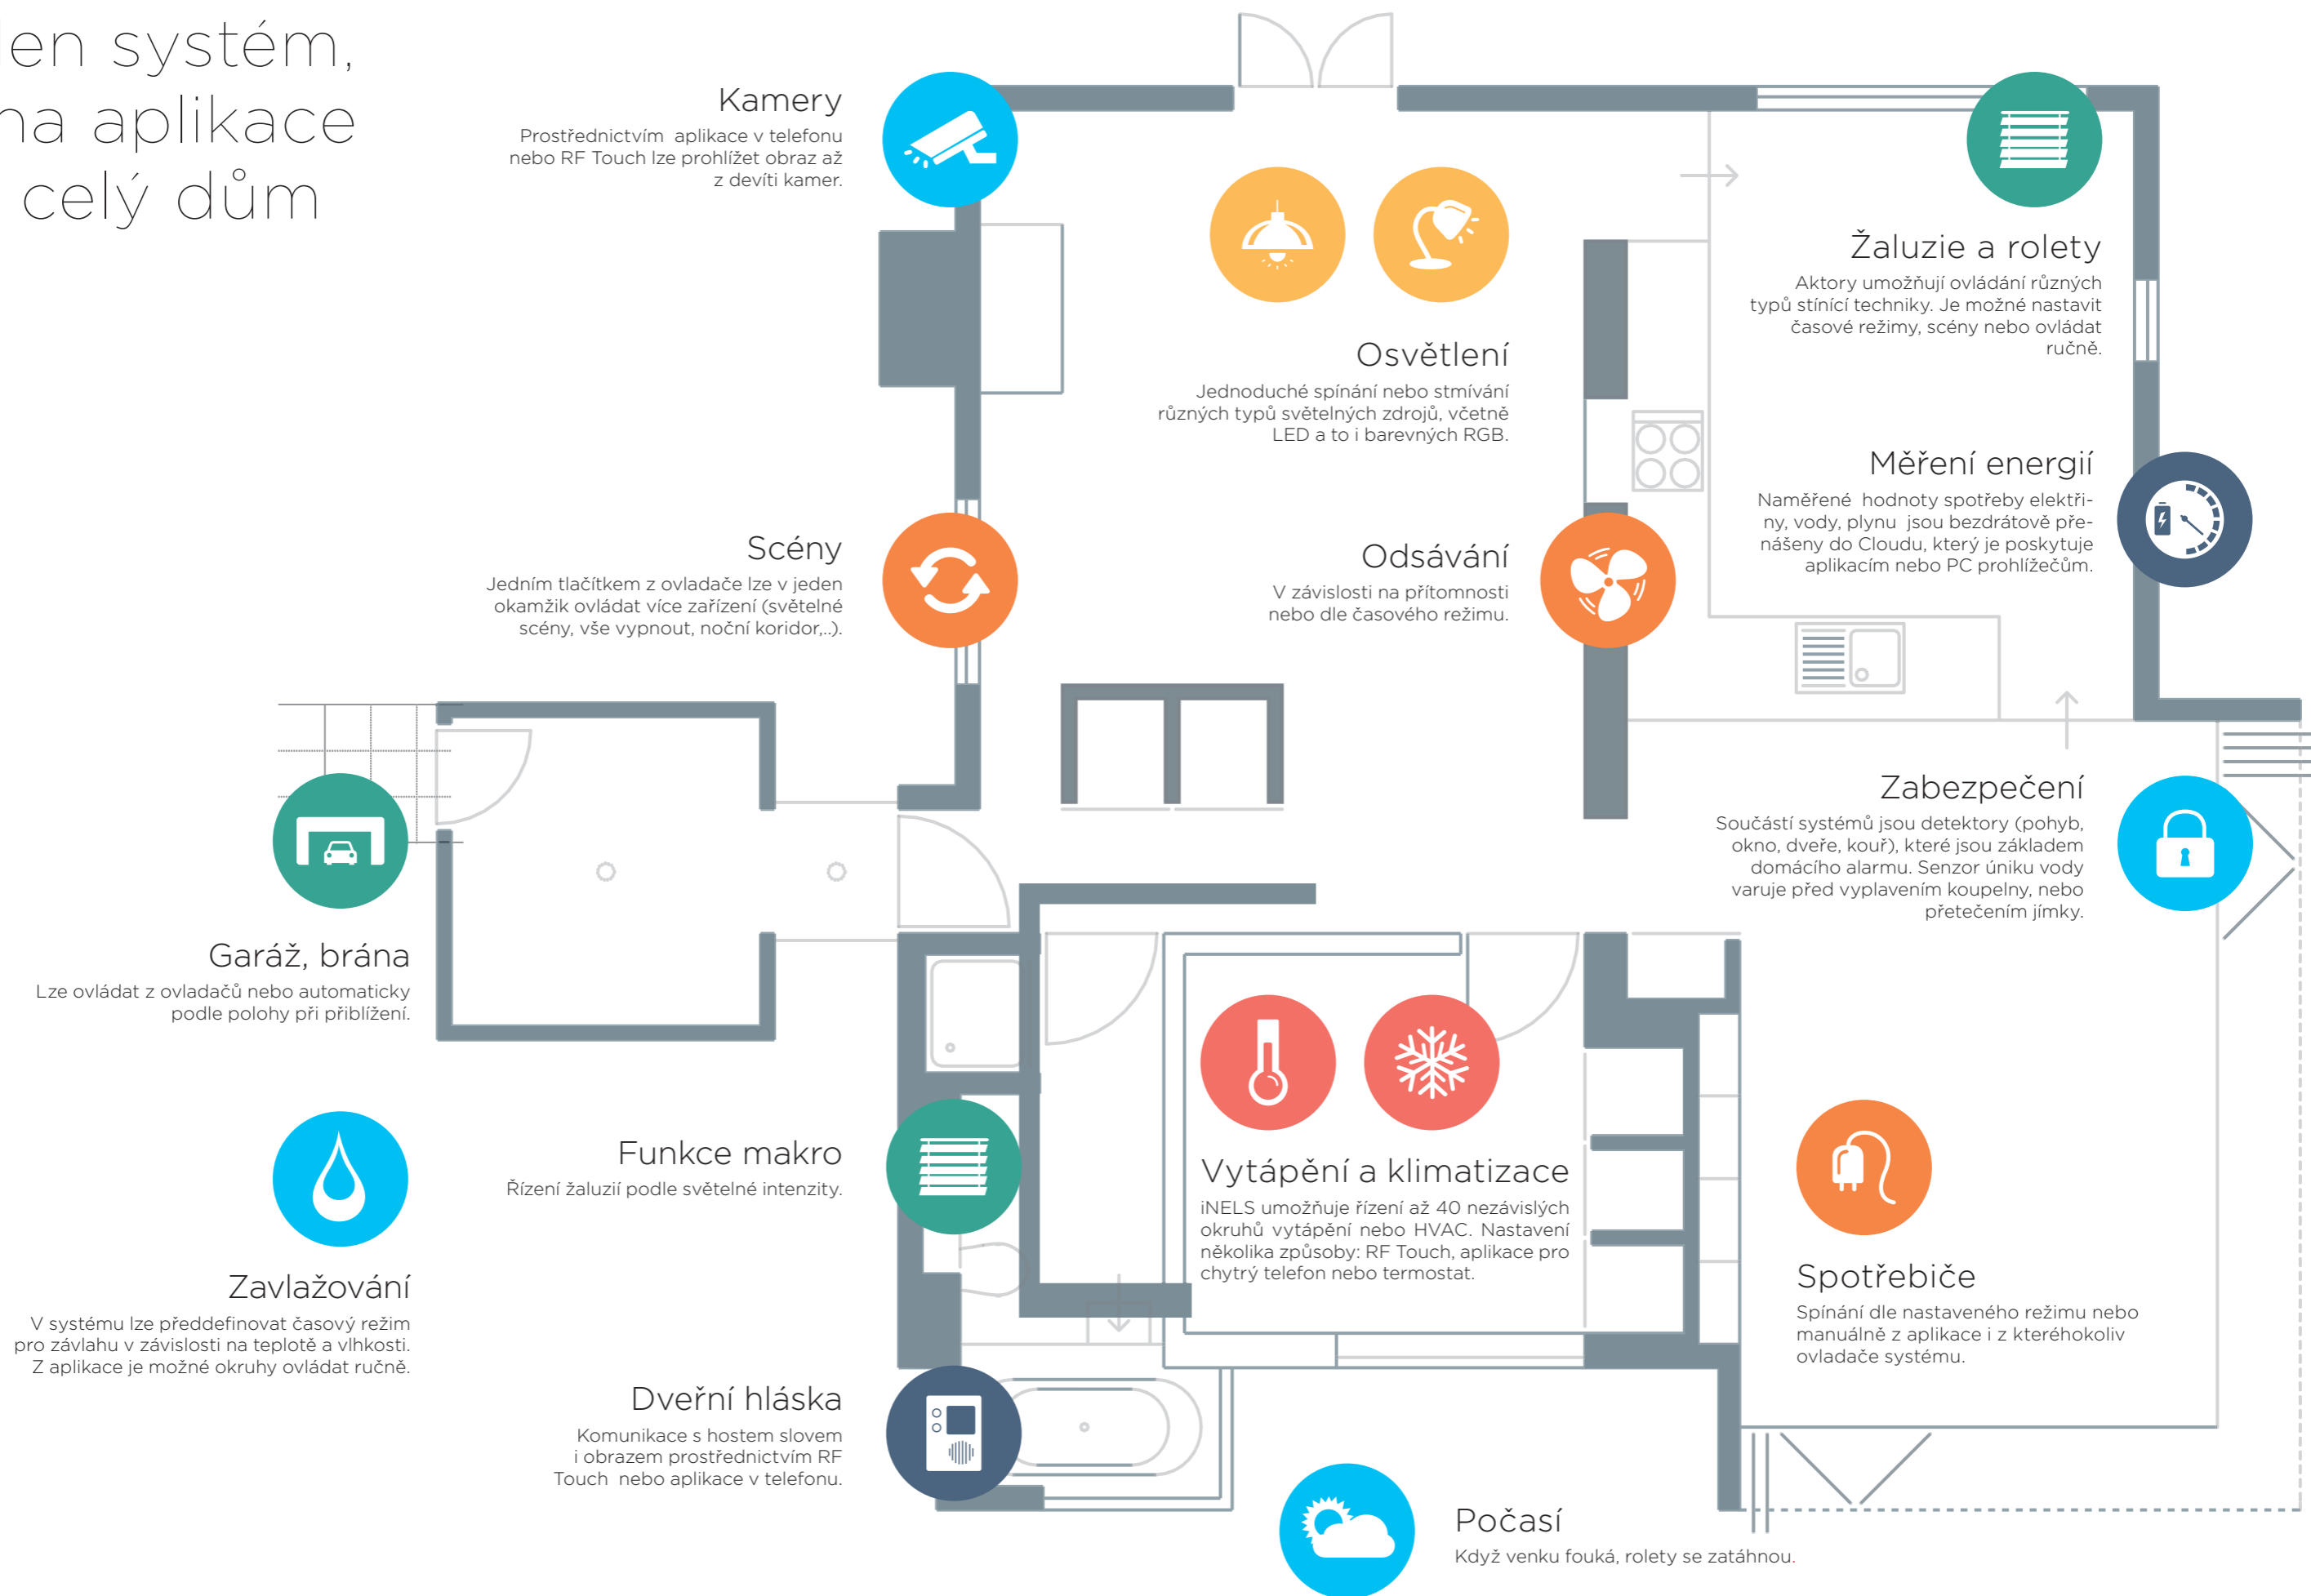 systém,
aplikace
celý dům
Kamery
Prostřednictvím aplikace v telefonu
nebo RF Touch lze prohlížet obraz až
z devíti kamer.
Osvětlení
Jednoduché spínání nebo stmívání
různých typů světelných zdrojů, včetně
LED a to i barevných RGB.
Žaluzie a rolety
Aktory umožňují ovládání různých
typů stínící techniky. Je možné nastavit
časové režimy, scény nebo ovládat
ručně.
Měření energií
Naměřené hodnoty spotřeby elektři-
ny, vody, plynu jsou bezdrátově pře-
nášeny do Cloudu, který je poskytuje
aplikacím nebo PC prohlížečům.
Scény
Jedním tlačítkem z ovladače lze v jeden
okamžik ovládat více zařízení (světelné
scény, vše vypnout, noční koridor,..).
Odsávání
V závislosti na přítomnosti
nebo dle časového režimu.
Zabezpečení
Součástí systémů jsou detektory (pohyb,
okno, dveře, kouř), které jsou základem
domácího alarmu. Senzor úniku vody
varuje před vyplavením koupelny, nebo
přetečením jímky.
Garáž, brána
Lze ovládat z ovladačů nebo automaticky
podle polohy při přiblížení.
Funkce makro
Řízení žaluzií podle světelné intenzity.
Vytápění a klimatizace
iNELS umožňuje řízení až 40 nezávislých
okruhů vytápění nebo HVAC. Nastavení
několika způsoby: RF Touch, aplikace pro
chytrý telefon nebo termostat.
Zavlažování
V systému lze předdefinovat časový režim
pro závlahu v závislosti na teplotě a vlhkosti.
Z aplikace je možné okruhy ovládat ručně.
Spotřebiče
Spínání dle nastaveného režimu nebo
manuálně z aplikace i z kteréhokoliv
ovladače systému.
Dveřní hláska
Komunikace s hostem slovem
i obrazem prostřednictvím RF
Touch nebo aplikace v telefonu.
Počasí
Když venku fouká, rolety se zatáhnou.